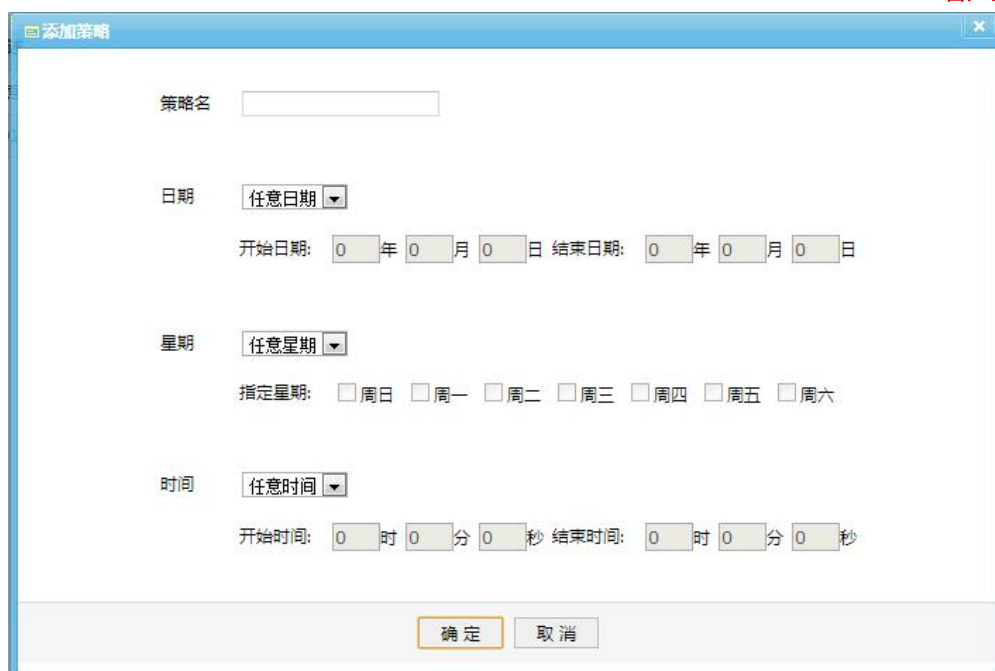 添加策略
策略名
日期 任意日期
开始日期: 0 年 0 月 0 日 结束日期: 0 年 0 月 0 日
星期 任意星期
指定星期: 周日 周一 周二 周三 周四 周五 周六
时间 任意时间
开始时间: 0 时 0 分 0 秒 结束时间: 0 时 0 分 0 秒
确定 取消